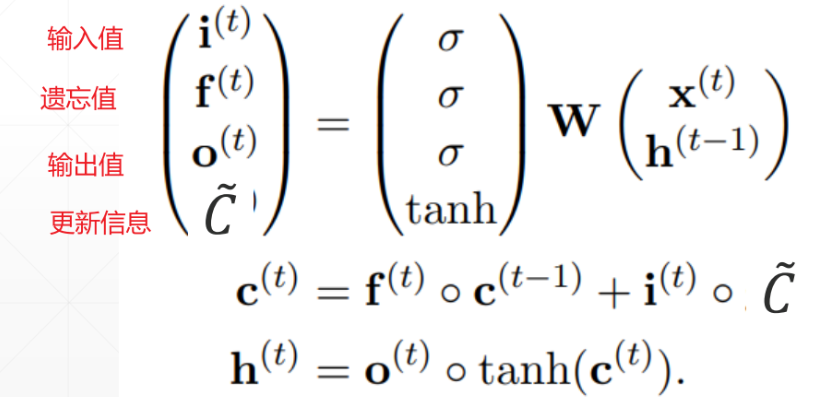 输入值 i^(t) σ
遗忘值 f^(t) = σ W x^(t)
输出值 o^(t) σ h^(t−1)
更新信息 C̃ tanh
c^(t) = f^(t) ∘ c^(t−1) + i^(t) ∘ C̃
h^(t) = o^(t) ∘ tanh(c^(t)).